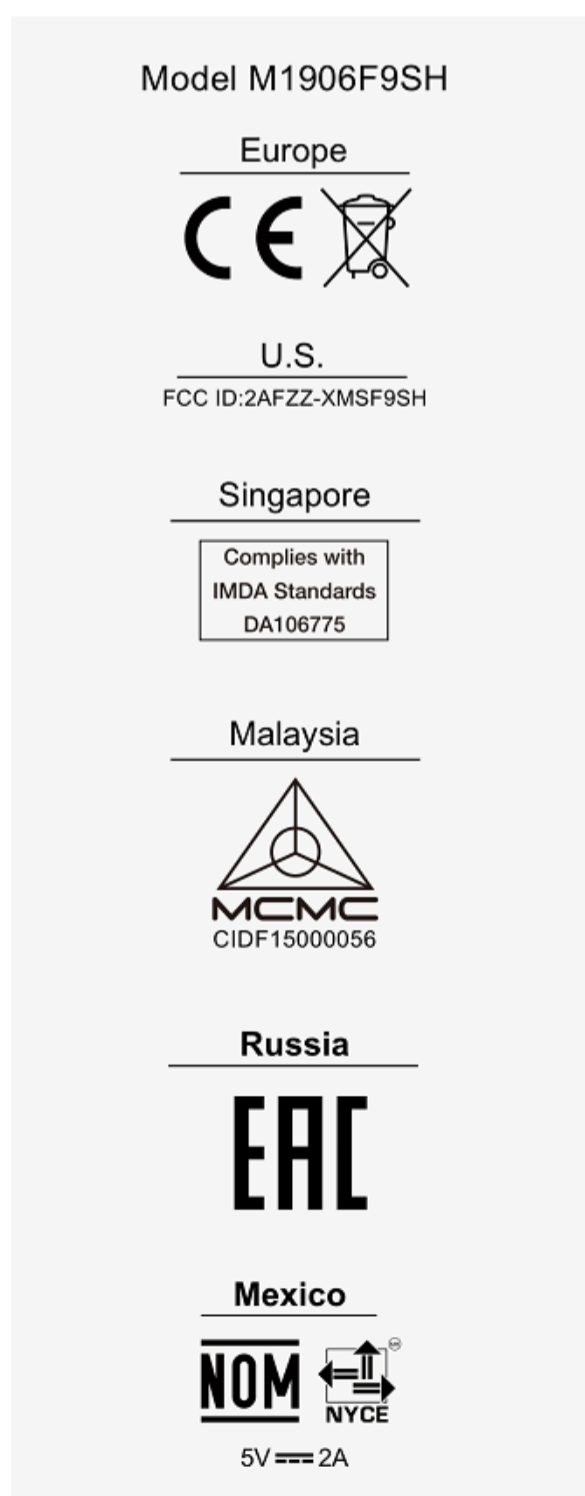 Model M1906F9SH
Europe
CE
U.S.
FCC ID:2AFZZ-XMSF9SH
Singapore
Complies with
IMDA Standards
DA106775
Malaysia
MCMC
CIDF15000056
Russia
EAC
Mexico
NOM
NYCE
5V⎓2A